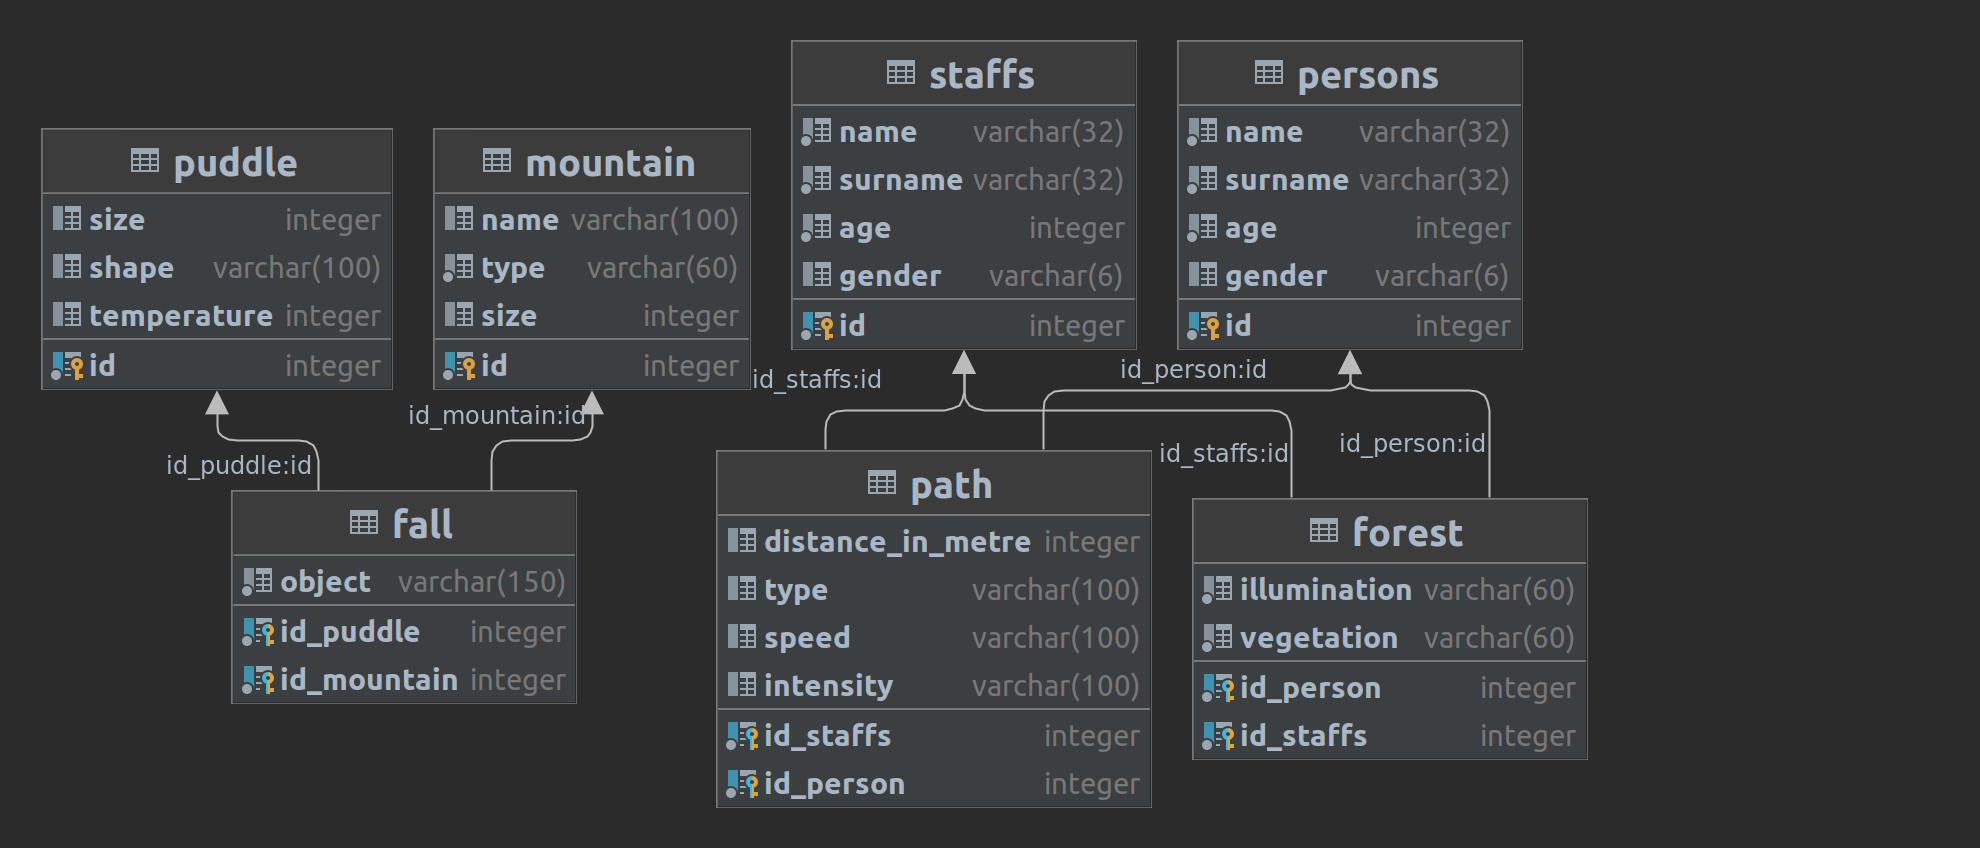 puddle
size integer
shape varchar(100)
temperature integer
id integer
mountain
name varchar(100)
type varchar(60)
size integer
id integer
staffs
name varchar(32)
surname varchar(32)
age integer
gender varchar(6)
id integer
persons
name varchar(32)
surname varchar(32)
age integer
gender varchar(6)
id integer
id_puddle:id
id_mountain:id
id_staffs:id
id_person:id
id_staffs:id
id_person:id
fall
object varchar(150)
id_puddle integer
id_mountain integer
path
distance_in_metre integer
type varchar(100)
speed varchar(100)
intensity varchar(100)
id_staffs integer
id_person integer
forest
illumination varchar(60)
vegetation varchar(60)
id_person integer
id_staffs integer